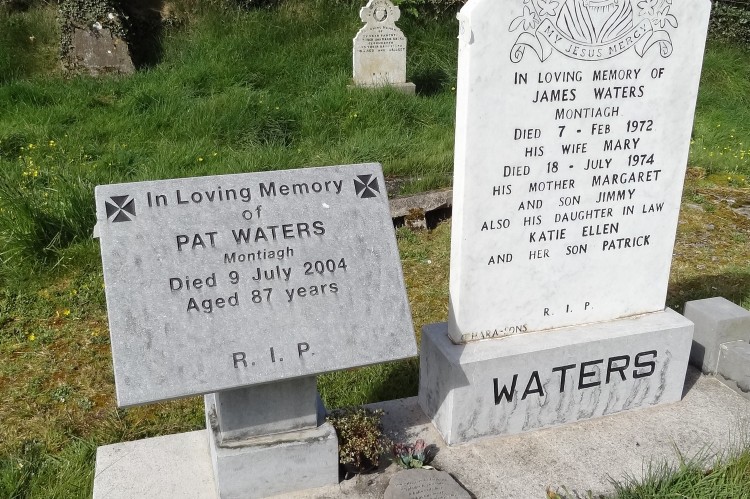 In Loving Memory
of
PAT WATERS
Montiagh
Died 9 July 2004
Aged 87 years
R. I. P.
MY JESUS MERCY
IN LOVING MEMORY OF
JAMES WATERS
MONTIAGH
DIED 7 - FEB 1972
HIS WIFE MARY
DIED 18 - JULY 1974
HIS MOTHER MARGARET
AND SON JIMMY
ALSO HIS DAUGHTER IN LAW
KATIE ELLEN
AND HER SON PATRICK
R. I. P.
WATERS